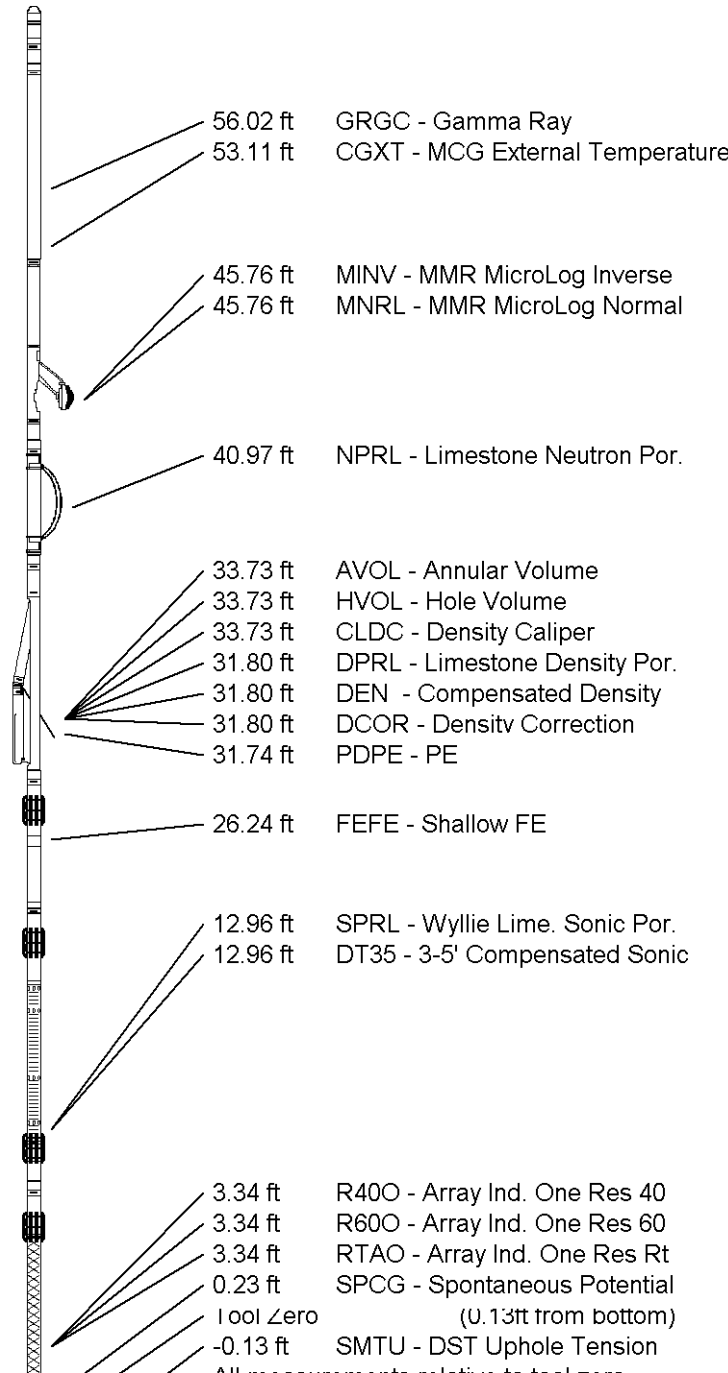 56.02 ft GRGC - Gamma Ray
53.11 ft CGXT - MCG External Temperature
45.76 ft MINV - MMR MicroLog Inverse
45.76 ft MNRL - MMR MicroLog Normal
40.97 ft NPRL - Limestone Neutron Por.
33.73 ft AVOL - Annular Volume
33.73 ft HVOL - Hole Volume
33.73 ft CLDC - Density Caliper
31.80 ft DPRL - Limestone Density Por.
31.80 ft DEN - Compensated Density
31.80 ft DCOR - Density Correction
31.74 ft PDPE - PE
26.24 ft FEFE - Shallow FE
12.96 ft SPRL - Wyllie Lime. Sonic Por.
12.96 ft DT35 - 3-5' Compensated Sonic
3.34 ft R40O - Array Ind. One Res 40
3.34 ft R60O - Array Ind. One Res 60
3.34 ft RTAO - Array Ind. One Res Rt
0.23 ft SPCG - Spontaneous Potential
Tool Zero (0.13ft from bottom)
-0.13 ft SMTU - DST Uphole Tension
All measurements relative to tool zero